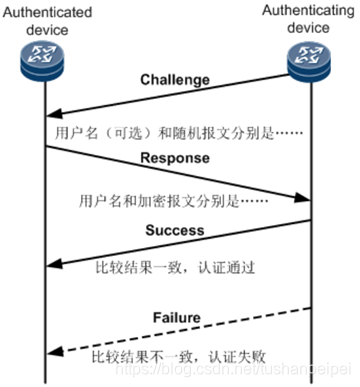 Authenticated device
Authenticating device
Challenge
用户名（可选）和随机报文分别是……
Response
用户名和加密报文分别是……
Success
比较结果一致，认证通过
Failure
比较结果不一致，认证失败
https://blog.csdn.net/tushanpeipei